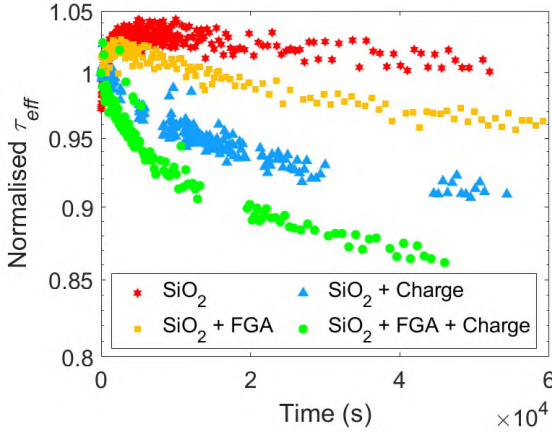 1.05
1
0.95
0.9
0.85
0.8
Normalised τeff
SiO2
SiO2 + FGA
SiO2 + Charge
SiO2 + FGA + Charge
0 2 4 6
Time (s)
×10^4